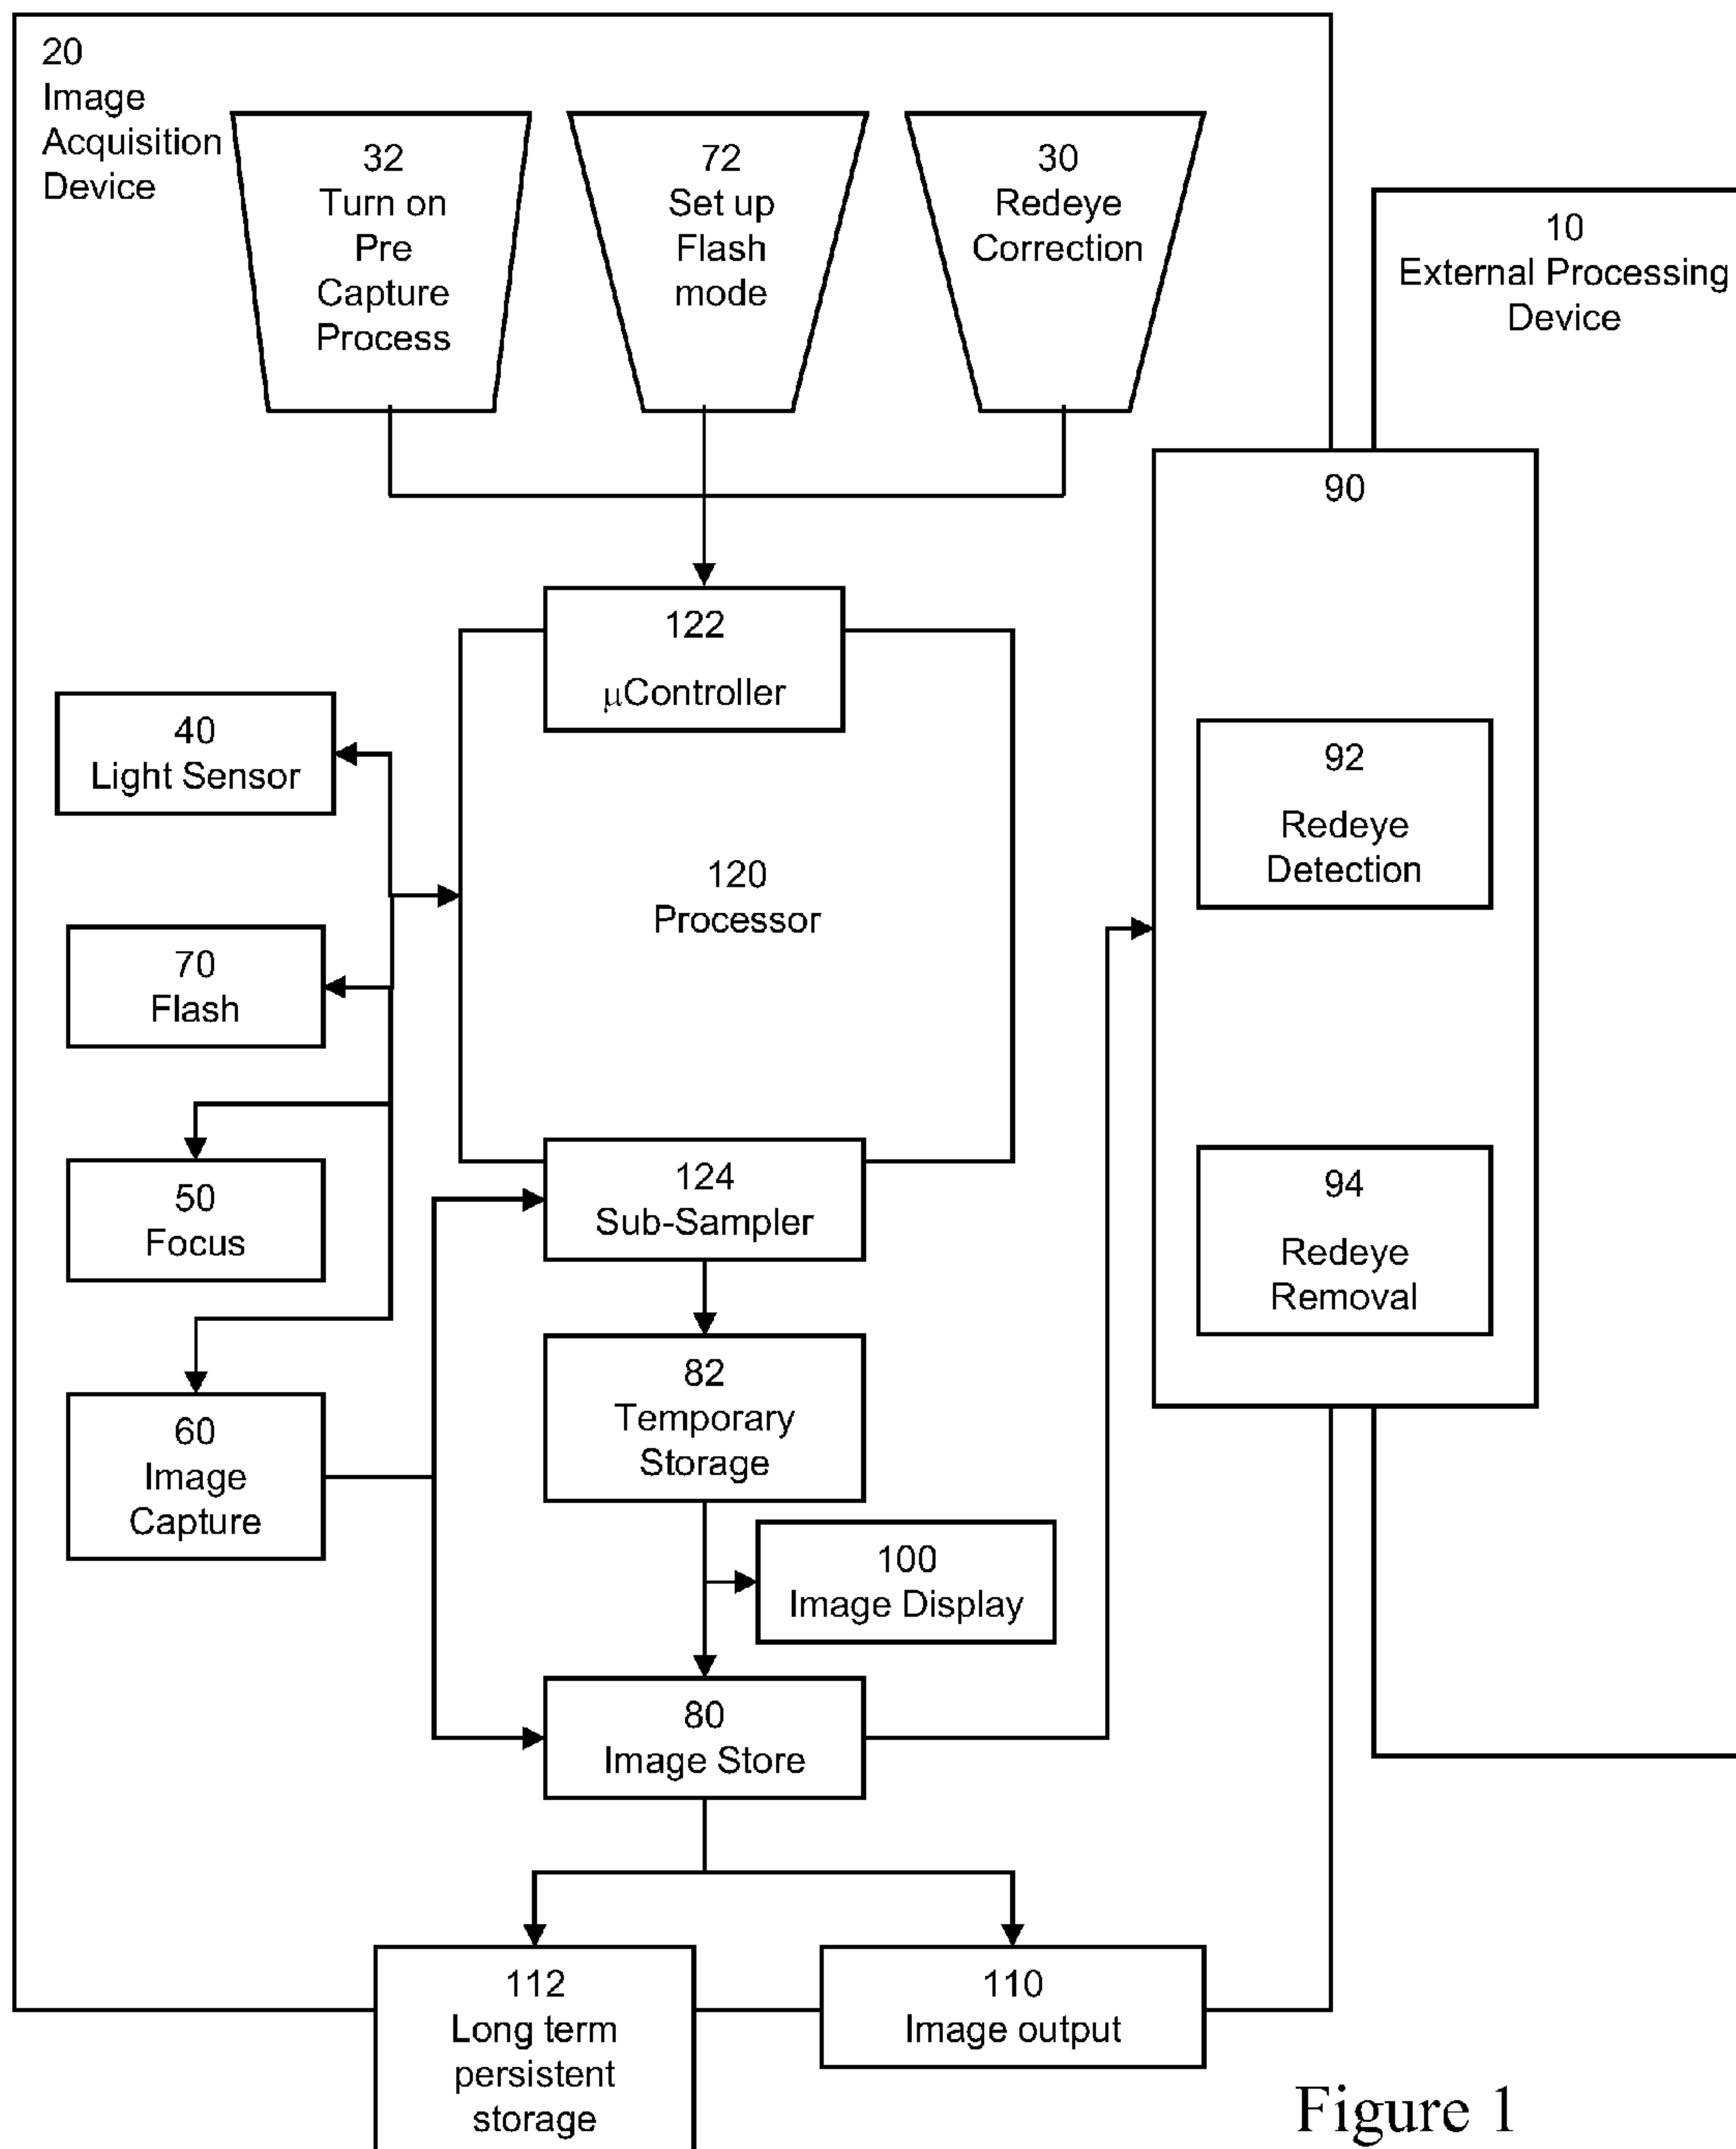 20
Image
Acquisition
Device
32
Turn on
Pre
Capture
Process
72
Set up
Flash
mode
30
Redeye
Correction
10
External Processing
Device
90
122
μController
40
Light Sensor
92
Redeye
Detection
120
Processor
70
Flash
50
Focus
124
Sub-Sampler
94
Redeye
Removal
82
Temporary
Storage
60
Image
Capture
100
Image Display
80
Image Store
112
Long term
persistent
storage
110
Image output
Figure 1